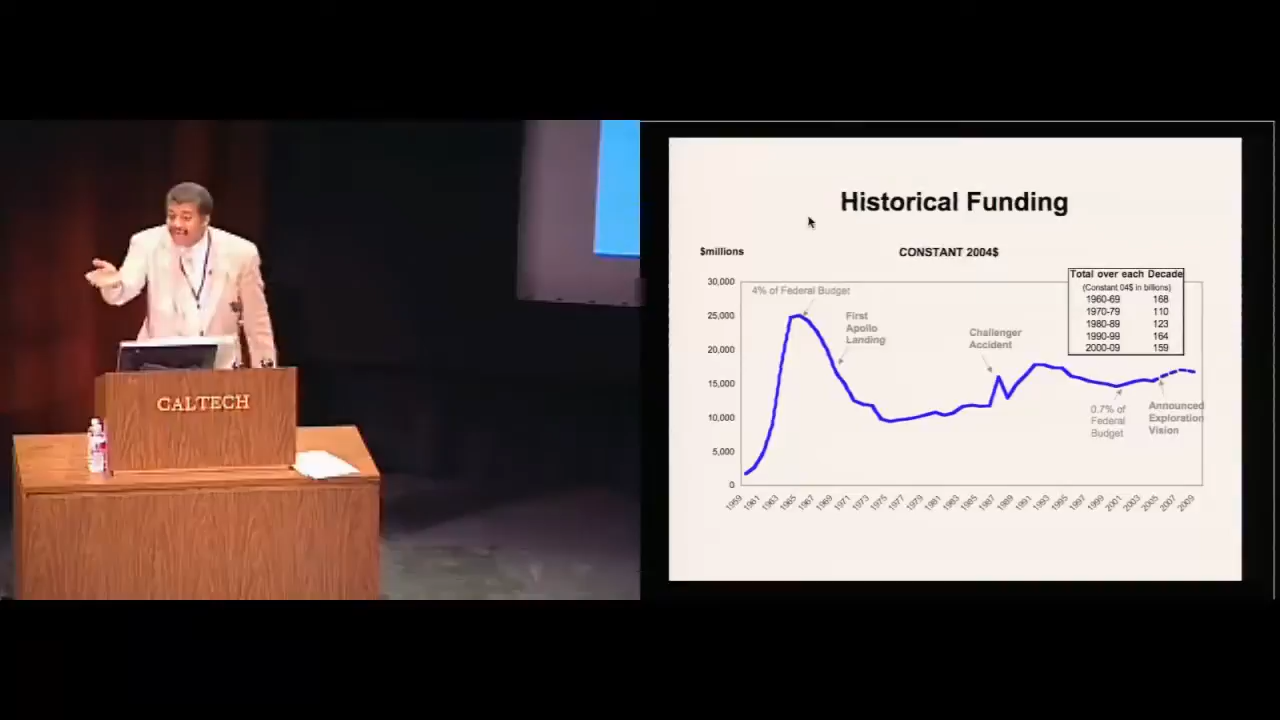 CALTECH
Historical Funding
$millions
CONSTANT 2004$
30,000
25,000
20,000
15,000
10,000
5,000
0
4% of Federal Budget
First
Apollo
Landing
Challenger
Accident
0.7% of
Federal
Budget
Announced
Exploration
Vision
Total over each Decade
(Constant 04$ in billions)
1960-69 168
1970-79 110
1980-89 123
1990-99 164
2000-09 159
1959 1961 1963 1965 1967 1969 1971 1973 1975 1977 1979 1981 1983 1985 1987 1989 1991 1993 1995 1997 1999 2001 2003 2005 2007 2009